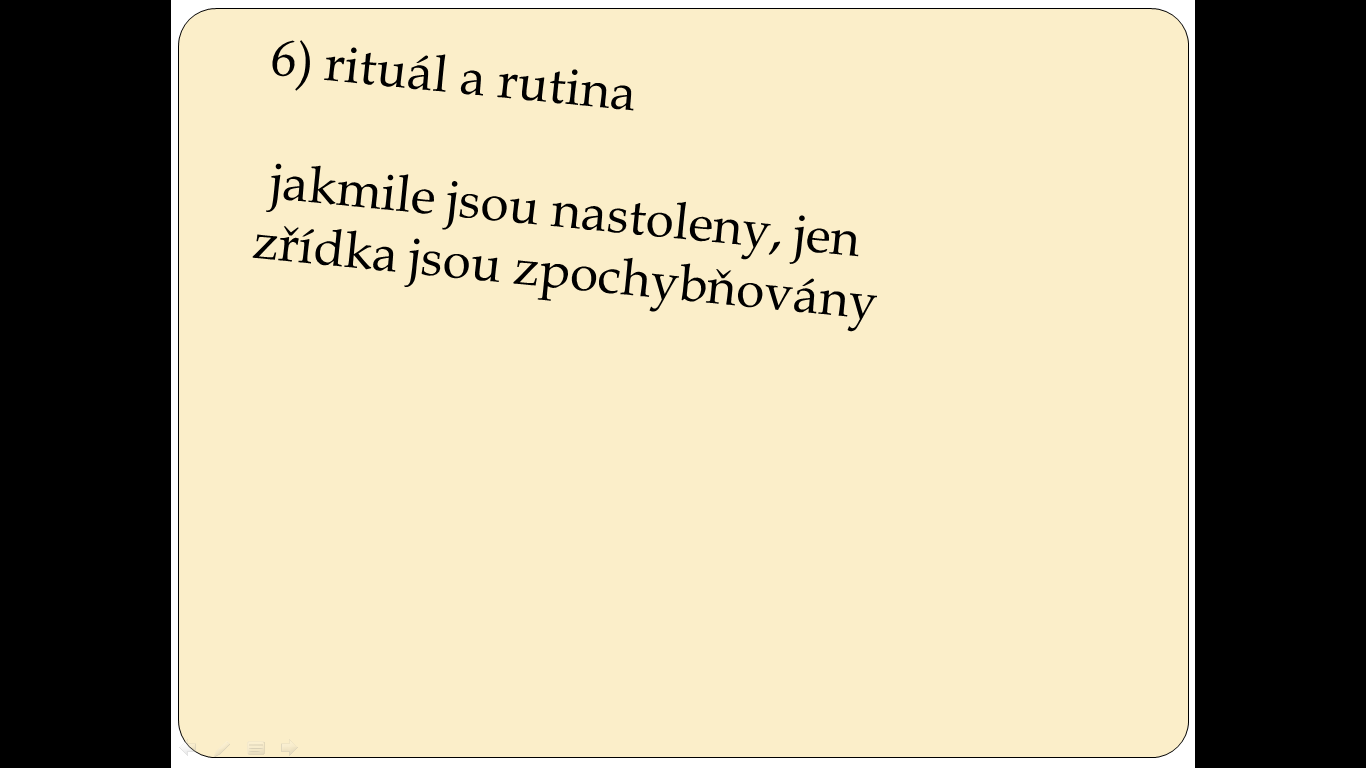 6) rituál a rutina
jakmile jsou nastoleny, jen
zřídka jsou zpochybňovány